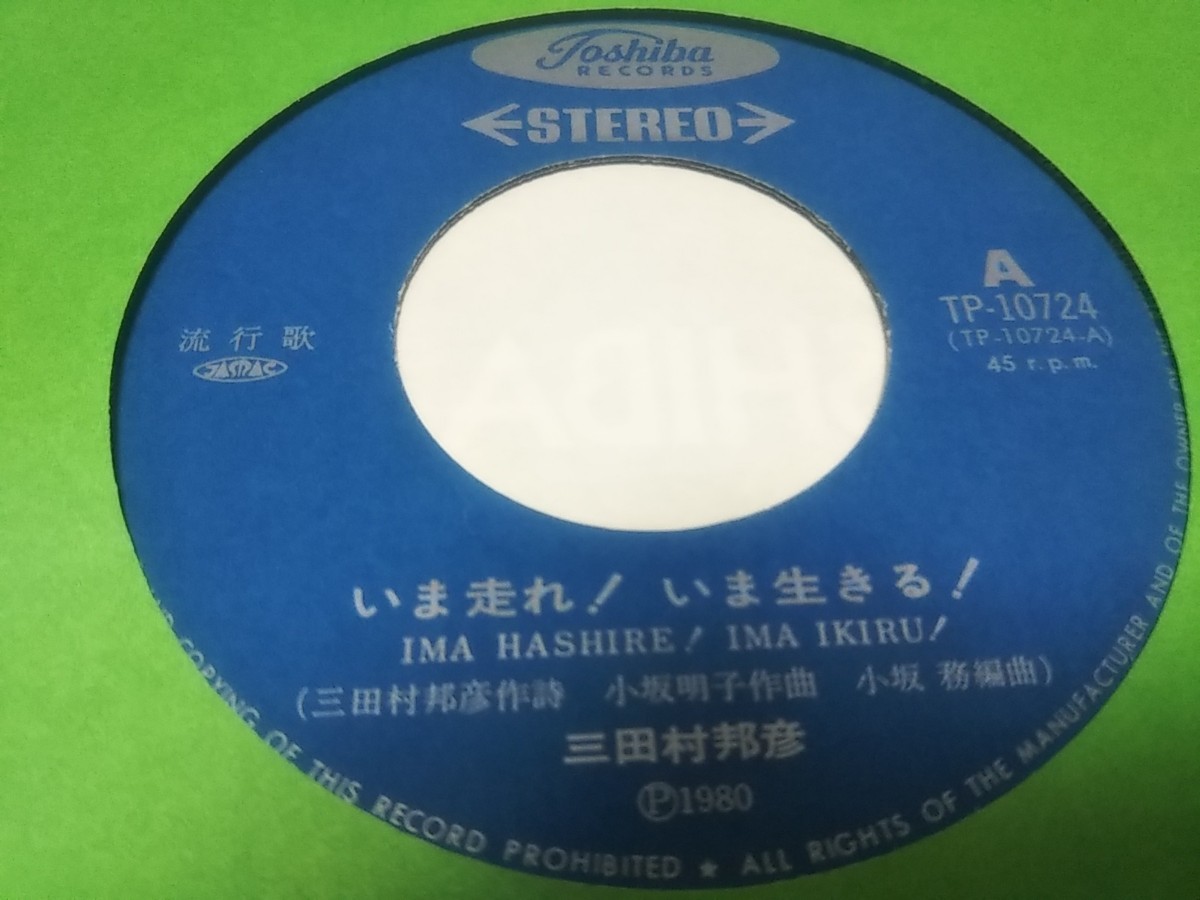 Toshiba
RECORDS
STEREO
A
TP-10724
(TP-10724-A)
45 r.p.m.
流行歌
JASRAC
いま走れ！ いま生きる！
IMA HASHIRE! IMA IKIRU!
(三田村邦彦作詩 小坂明子作曲 小坂 務編曲)
三田村邦彦
Ⓟ1980
COPYING OF THIS RECORD PROHIBITED ★ ALL RIGHTS OF THE MANUFACTURER AND OF THE OWNER